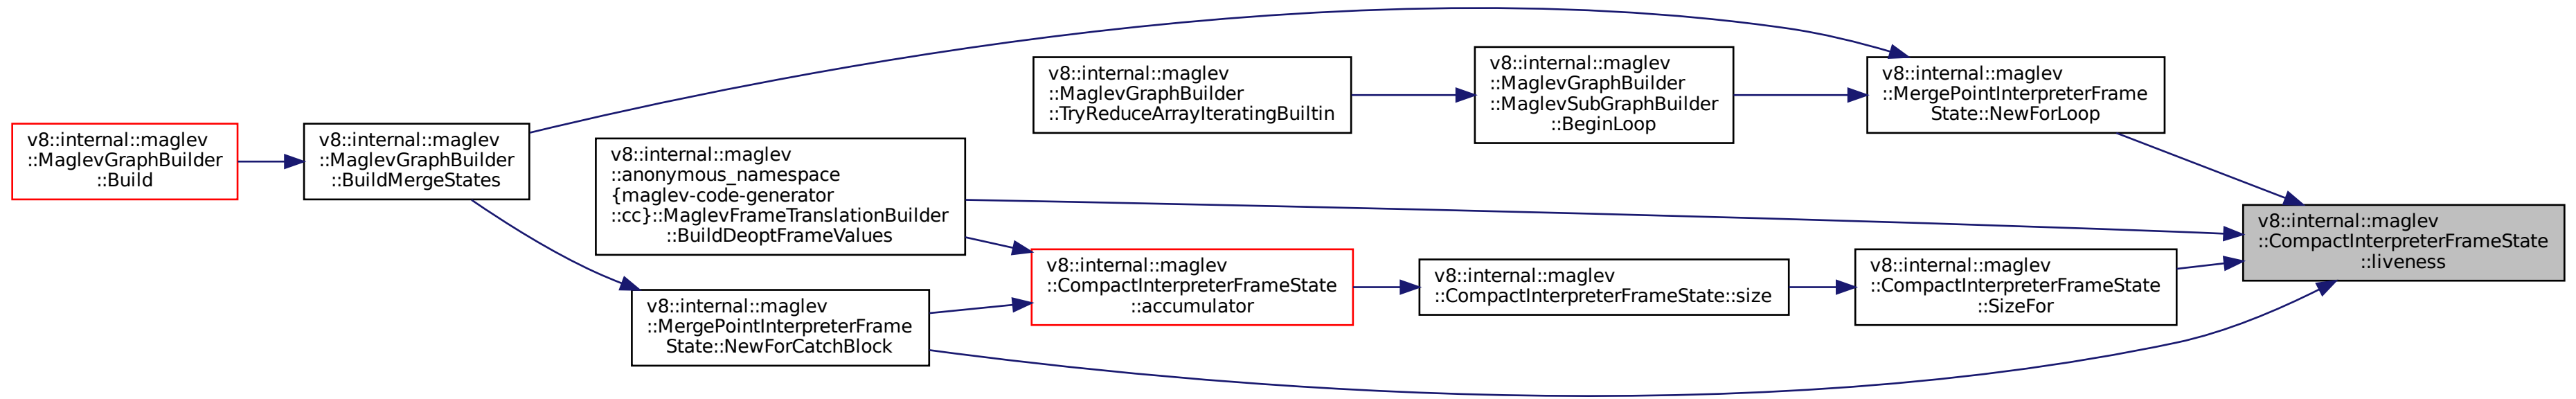 v8::internal::maglev
::MaglevGraphBuilder
::Build
v8::internal::maglev
::MaglevGraphBuilder
::BuildMergeStates
v8::internal::maglev
::anonymous_namespace
{maglev-code-generator
::cc}::MaglevFrameTranslationBuilder
::BuildDeoptFrameValues
v8::internal::maglev
::MergePointInterpreterFrame
State::NewForCatchBlock
v8::internal::maglev
::MaglevGraphBuilder
::TryReduceArrayIteratingBuiltin
v8::internal::maglev
::CompactInterpreterFrameState
::accumulator
v8::internal::maglev
::MaglevGraphBuilder
::MaglevSubGraphBuilder
::BeginLoop
v8::internal::maglev
::CompactInterpreterFrameState::size
v8::internal::maglev
::MergePointInterpreterFrame
State::NewForLoop
v8::internal::maglev
::CompactInterpreterFrameState
::SizeFor
v8::internal::maglev
::CompactInterpreterFrameState
::liveness